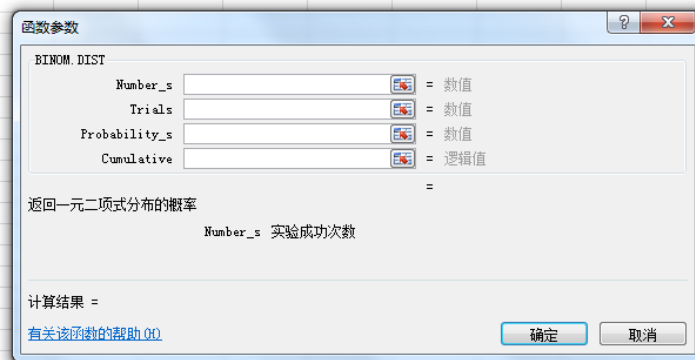 函数参数
BINOM.DIST
Number_s = 数值
Trials = 数值
Probability_s = 数值
Cumulative = 逻辑值
=
返回一元二项式分布的概率
Number_s 实验成功次数
计算结果 =
有关该函数的帮助(H)
确定 取消